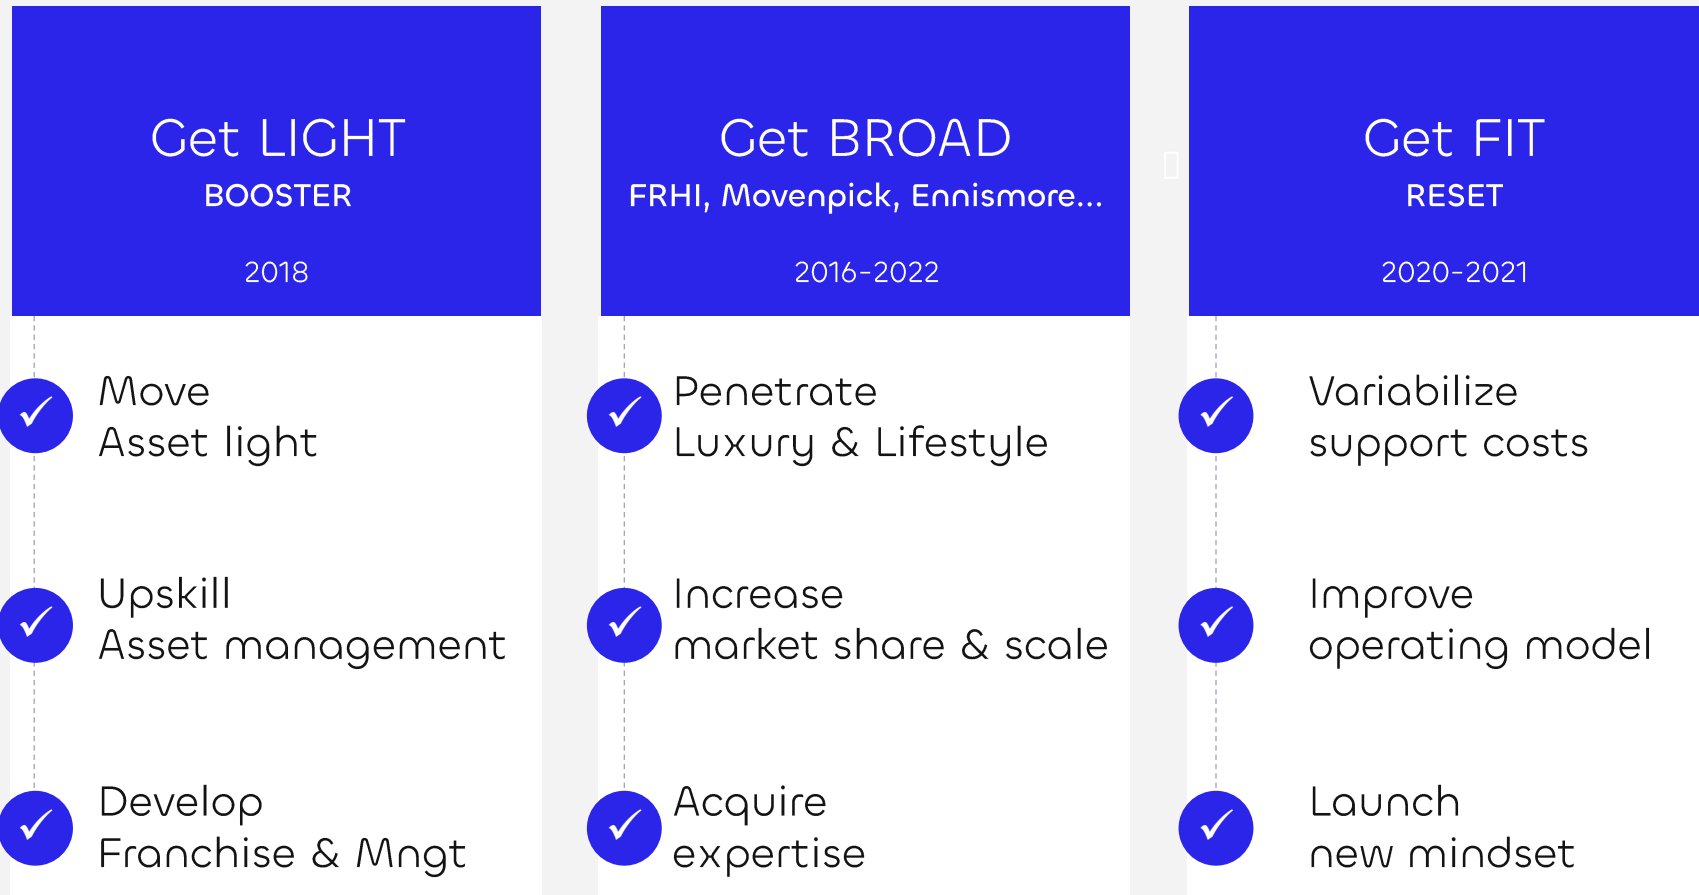 Get LIGHT
BOOSTER
2018
Move
Asset light
Upskill
Asset management
Develop
Franchise & Mngt
Get BROAD
FRHI, Movenpick, Ennismore...
2016-2022
Penetrate
Luxury & Lifestyle
Increase
market share & scale
Acquire
expertise
Get FIT
RESET
2020-2021
Variabilize
support costs
Improve
operating model
Launch
new mindset